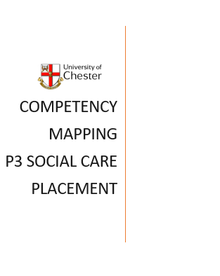 University of
Chester
COMPETENCY
MAPPING
P3 SOCIAL CARE
PLACEMENT